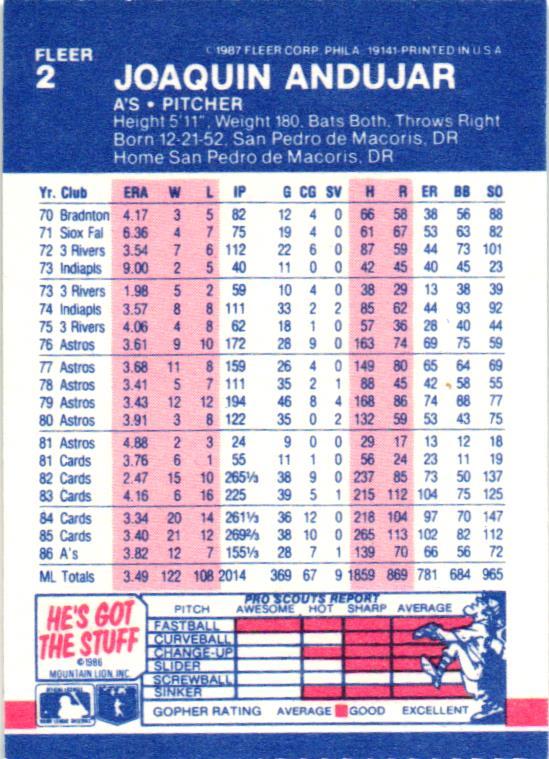 FLEER
2
© 1987 FLEER CORP. PHILA. 19141-PRINTED IN U S A
JOAQUIN ANDUJAR
A'S • PITCHER
Height 5'11", Weight 180, Bats Both, Throws Right
Born 12-21-52, San Pedro de Macoris, DR
Home San Pedro de Macoris, DR
Yr. Club ERA W L IP G CG SV H R ER BB SO
70 Bradnton 4.17 3 5 82 12 4 0 66 58 38 56 88
71 Siox Fal 6.36 4 7 75 19 4 0 61 67 53 63 82
72 3 Rivers 3.54 7 6 112 22 6 0 87 59 44 73 101
73 Indiapls 9.00 2 5 40 11 0 0 42 45 40 45 23
73 3 Rivers 1.98 5 2 59 10 4 0 38 29 13 38 39
74 Indiapls 3.57 8 8 111 33 2 2 85 62 44 93 92
75 3 Rivers 4.06 4 8 62 18 1 0 57 36 28 40 44
76 Astros 3.61 9 10 172 28 9 0 163 74 69 75 59
77 Astros 3.68 11 8 159 26 4 0 149 80 65 64 69
78 Astros 3.41 5 7 111 35 2 1 88 45 42 58 55
79 Astros 3.43 12 12 194 46 8 4 168 86 74 88 77
80 Astros 3.91 3 8 122 35 0 2 132 59 53 43 75
81 Astros 4.88 2 3 24 9 0 0 29 17 13 12 18
81 Cards 3.76 6 1 55 11 1 0 56 24 23 11 19
82 Cards 2.47 15 10 265⅓ 38 9 0 237 85 73 50 137
83 Cards 4.16 6 16 225 39 5 1 215 112 104 75 125
84 Cards 3.34 20 14 261⅓ 36 12 0 218 104 97 70 147
85 Cards 3.40 21 12 269⅔ 38 10 0 265 113 102 82 112
86 A's 3.82 12 7 155⅓ 28 7 1 139 70 66 56 72
ML Totals 3.49 122 108 2014 369 67 9 1859 869 781 684 965
HE'S GOT
THE STUFF
©1986
MOUNTAIN LION, INC.
PRO SCOUTS REPORT
PITCH AWESOME HOT SHARP AVERAGE
FASTBALL
CURVEBALL
CHANGE-UP
SLIDER
SCREWBALL
SINKER
GOPHER RATING AVERAGE GOOD EXCELLENT